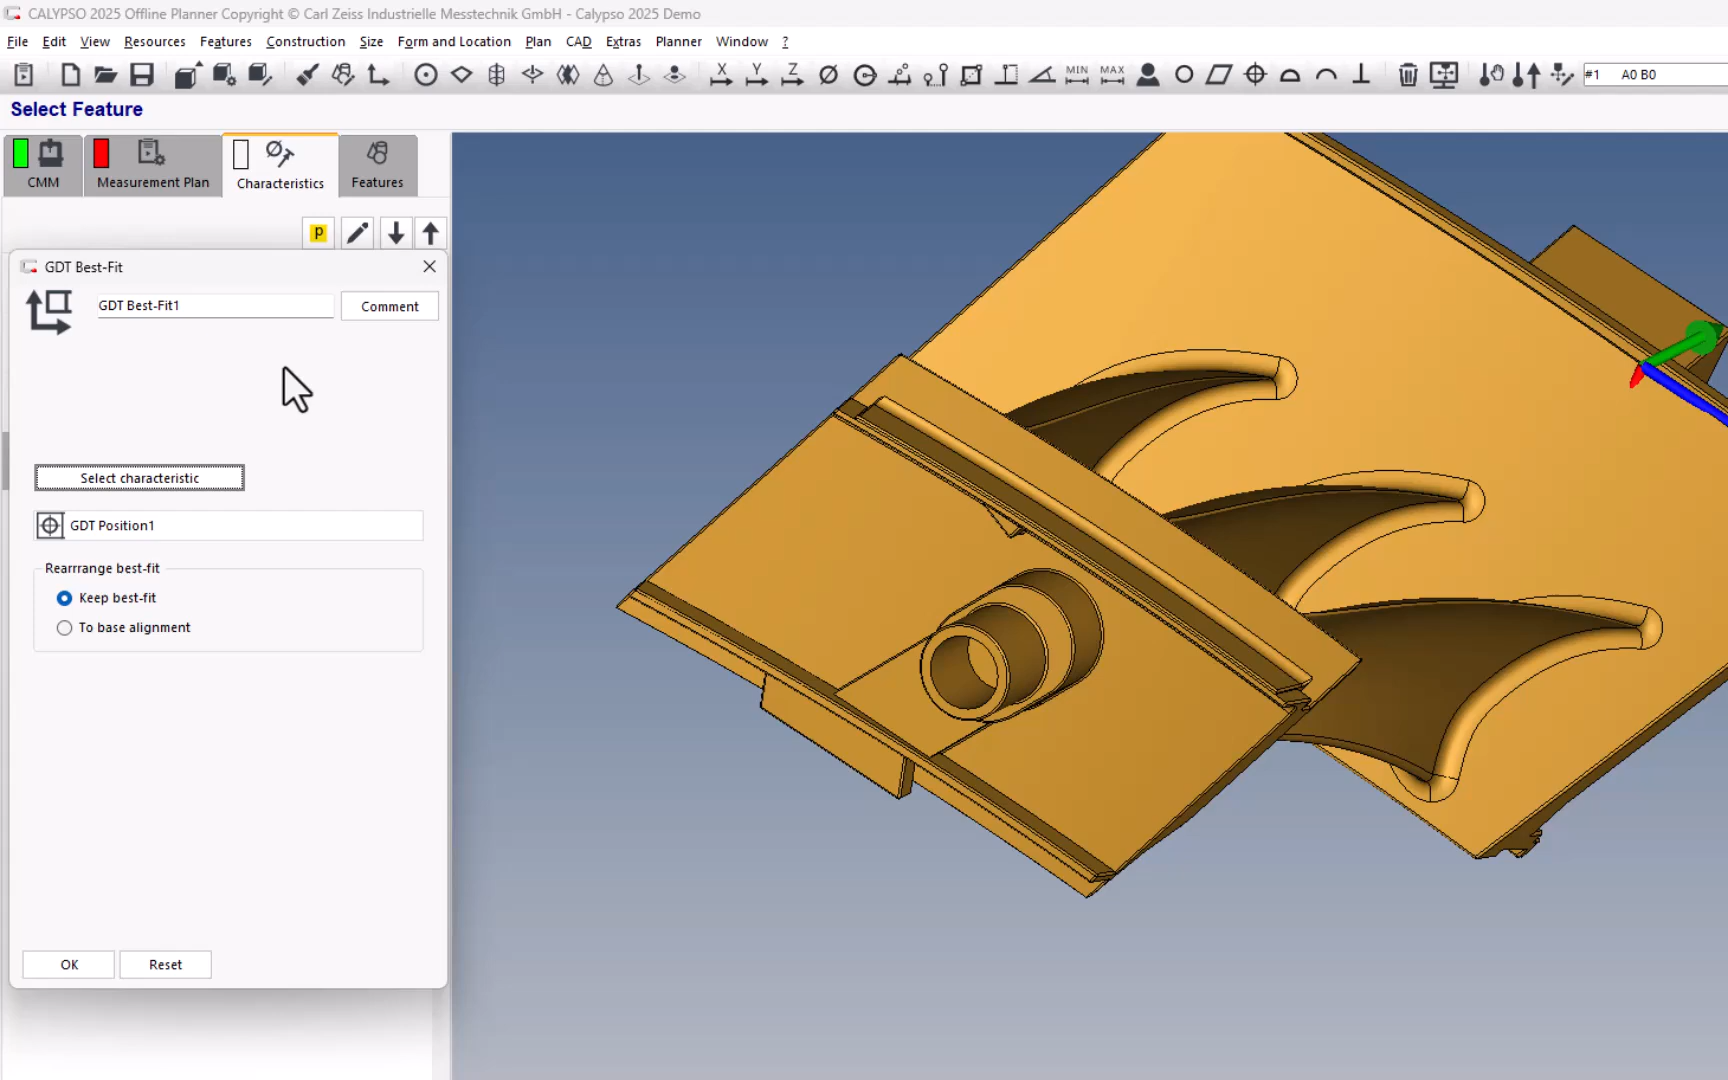 CALYPSO 2025 Offline Planner Copyright © Carl Zeiss Industrielle Messtechnik GmbH - Calypso 2025 Demo
File Edit View Resources Features Construction Size Form and Location Plan CAD Extras Planner Window ?
X Y Z MIN MAX #1 A0 B0
Select Feature
CMM Measurement Plan Characteristics Features
P
GDT Best-Fit
GDT Best-Fit1 Comment
Select characteristic
GDT Position1
Rearrrange best-fit
Keep best-fit
To base alignment
OK Reset